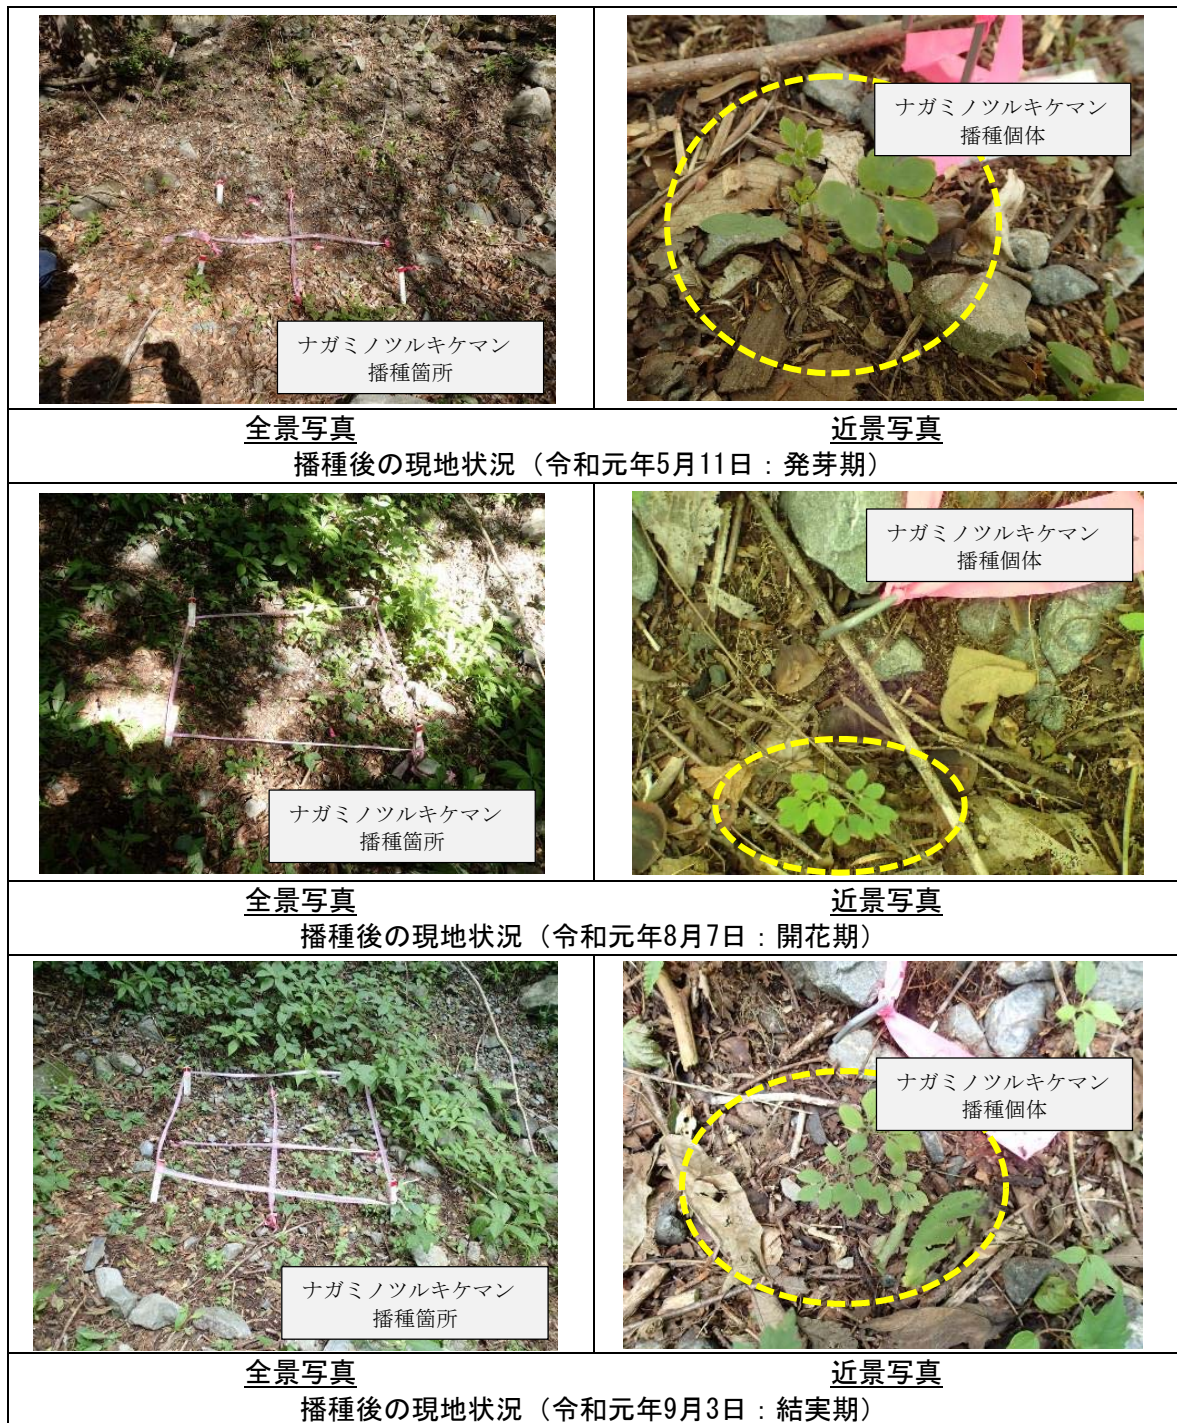 ナガミノツルキケマン
播種箇所
ナガミノツルキケマン
播種個体
全景写真
近景写真
播種後の現地状況（令和元年5月11日：発芽期）
ナガミノツルキケマン
播種箇所
ナガミノツルキケマン
播種個体
全景写真
近景写真
播種後の現地状況（令和元年8月7日：開花期）
ナガミノツルキケマン
播種箇所
ナガミノツルキケマン
播種個体
全景写真
近景写真
播種後の現地状況（令和元年9月3日：結実期）